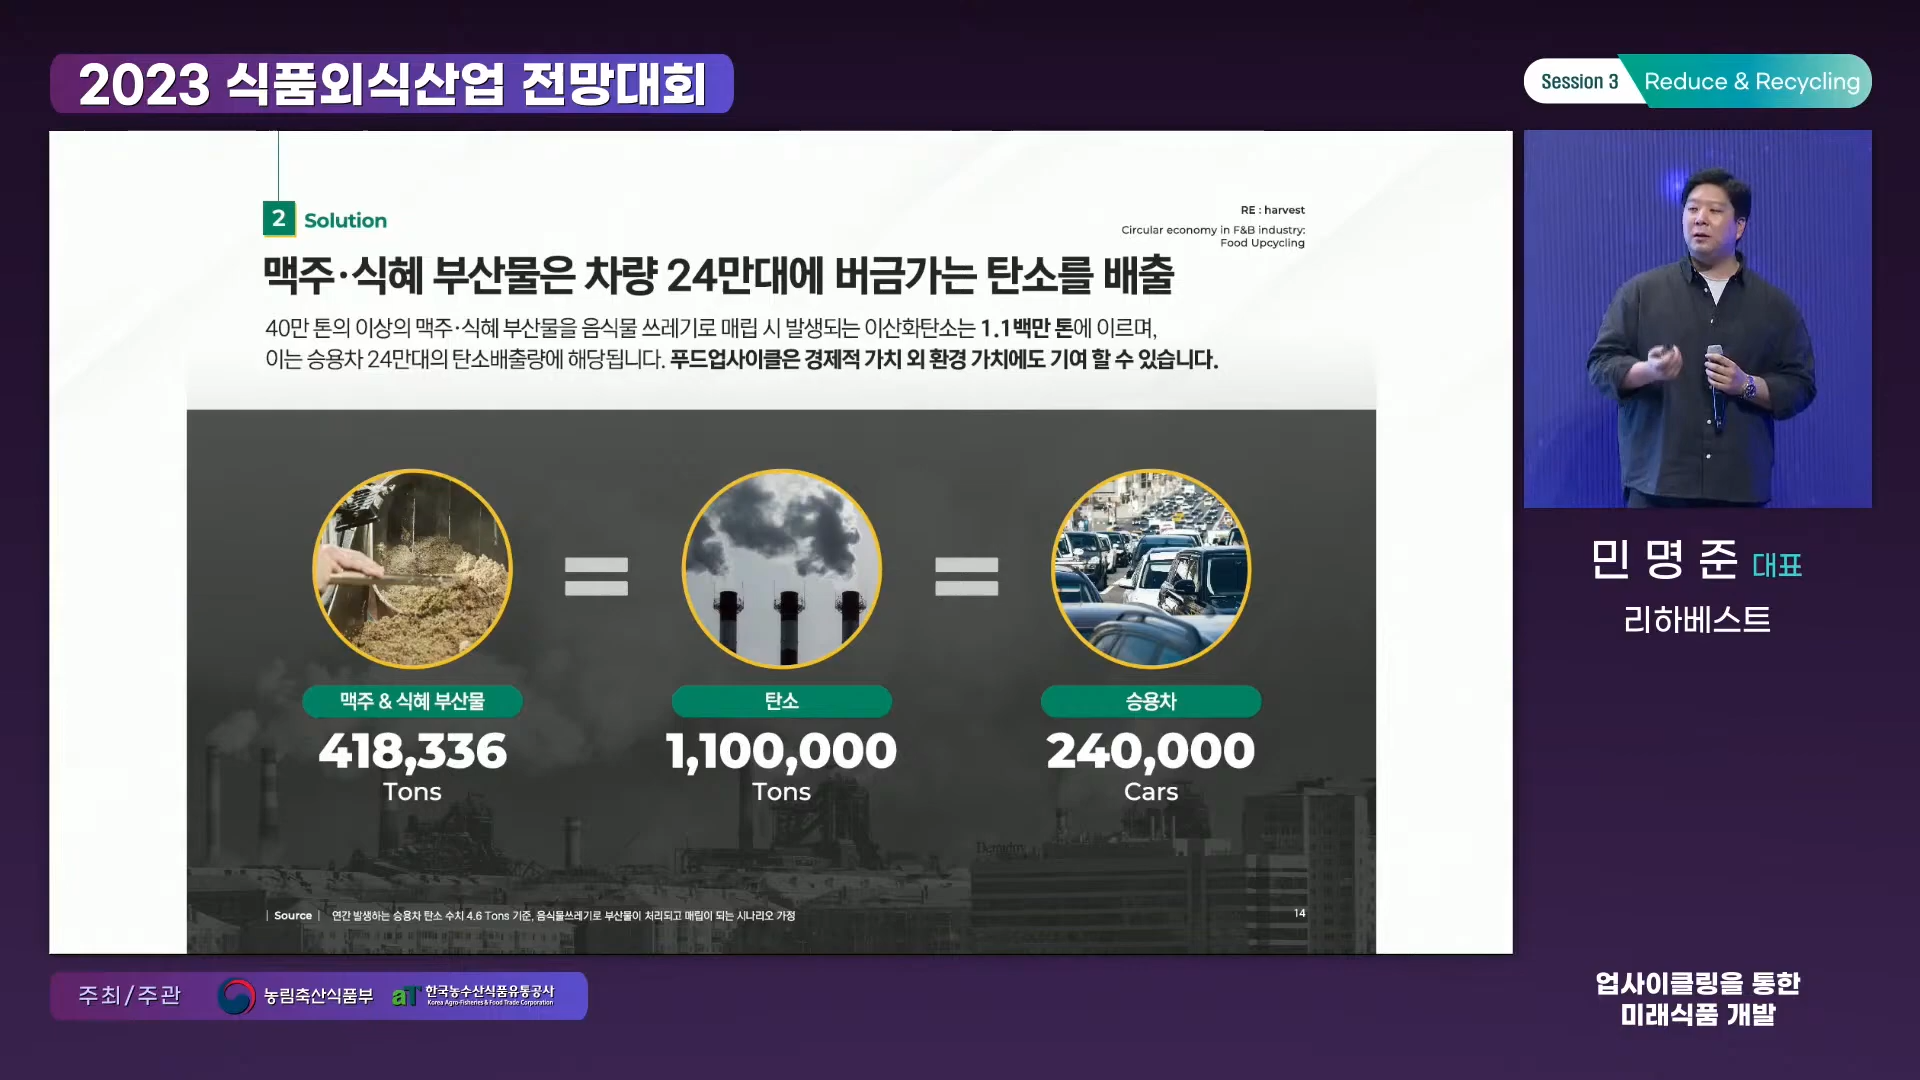 2023 식품외식산업 전망대회
Session 3 Reduce & Recycling
2 Solution
RE : harvest
Circular economy in F&B industry:
Food Upcycling
맥주·식혜 부산물은 차량 24만대에 버금가는 탄소를 배출
40만 톤의 이상의 맥주·식혜 부산물을 음식물 쓰레기로 매립 시 발생되는 이산화탄소는 1.1백만 톤에 이르며,
이는 승용차 24만대의 탄소배출량에 해당됩니다. 푸드업사이클은 경제적 가치 외 환경 가치에도 기여 할 수 있습니다.
맥주 & 식혜 부산물
418,336
Tons
탄소
1,100,000
Tons
승용차
240,000
Cars
| Source | 연간 발생하는 승용차 탄소 수치 4.6 Tons 기준, 음식물쓰레기로 부산물이 처리되고 매립이 되는 시나리오 가정
14
민명준 대표
리하베스트
주최/주관 농림축산식품부 aT 한국농수산식품유통공사
Korea Agro-Fisheries & Food Trade Corporation
업사이클링을 통한
미래식품 개발